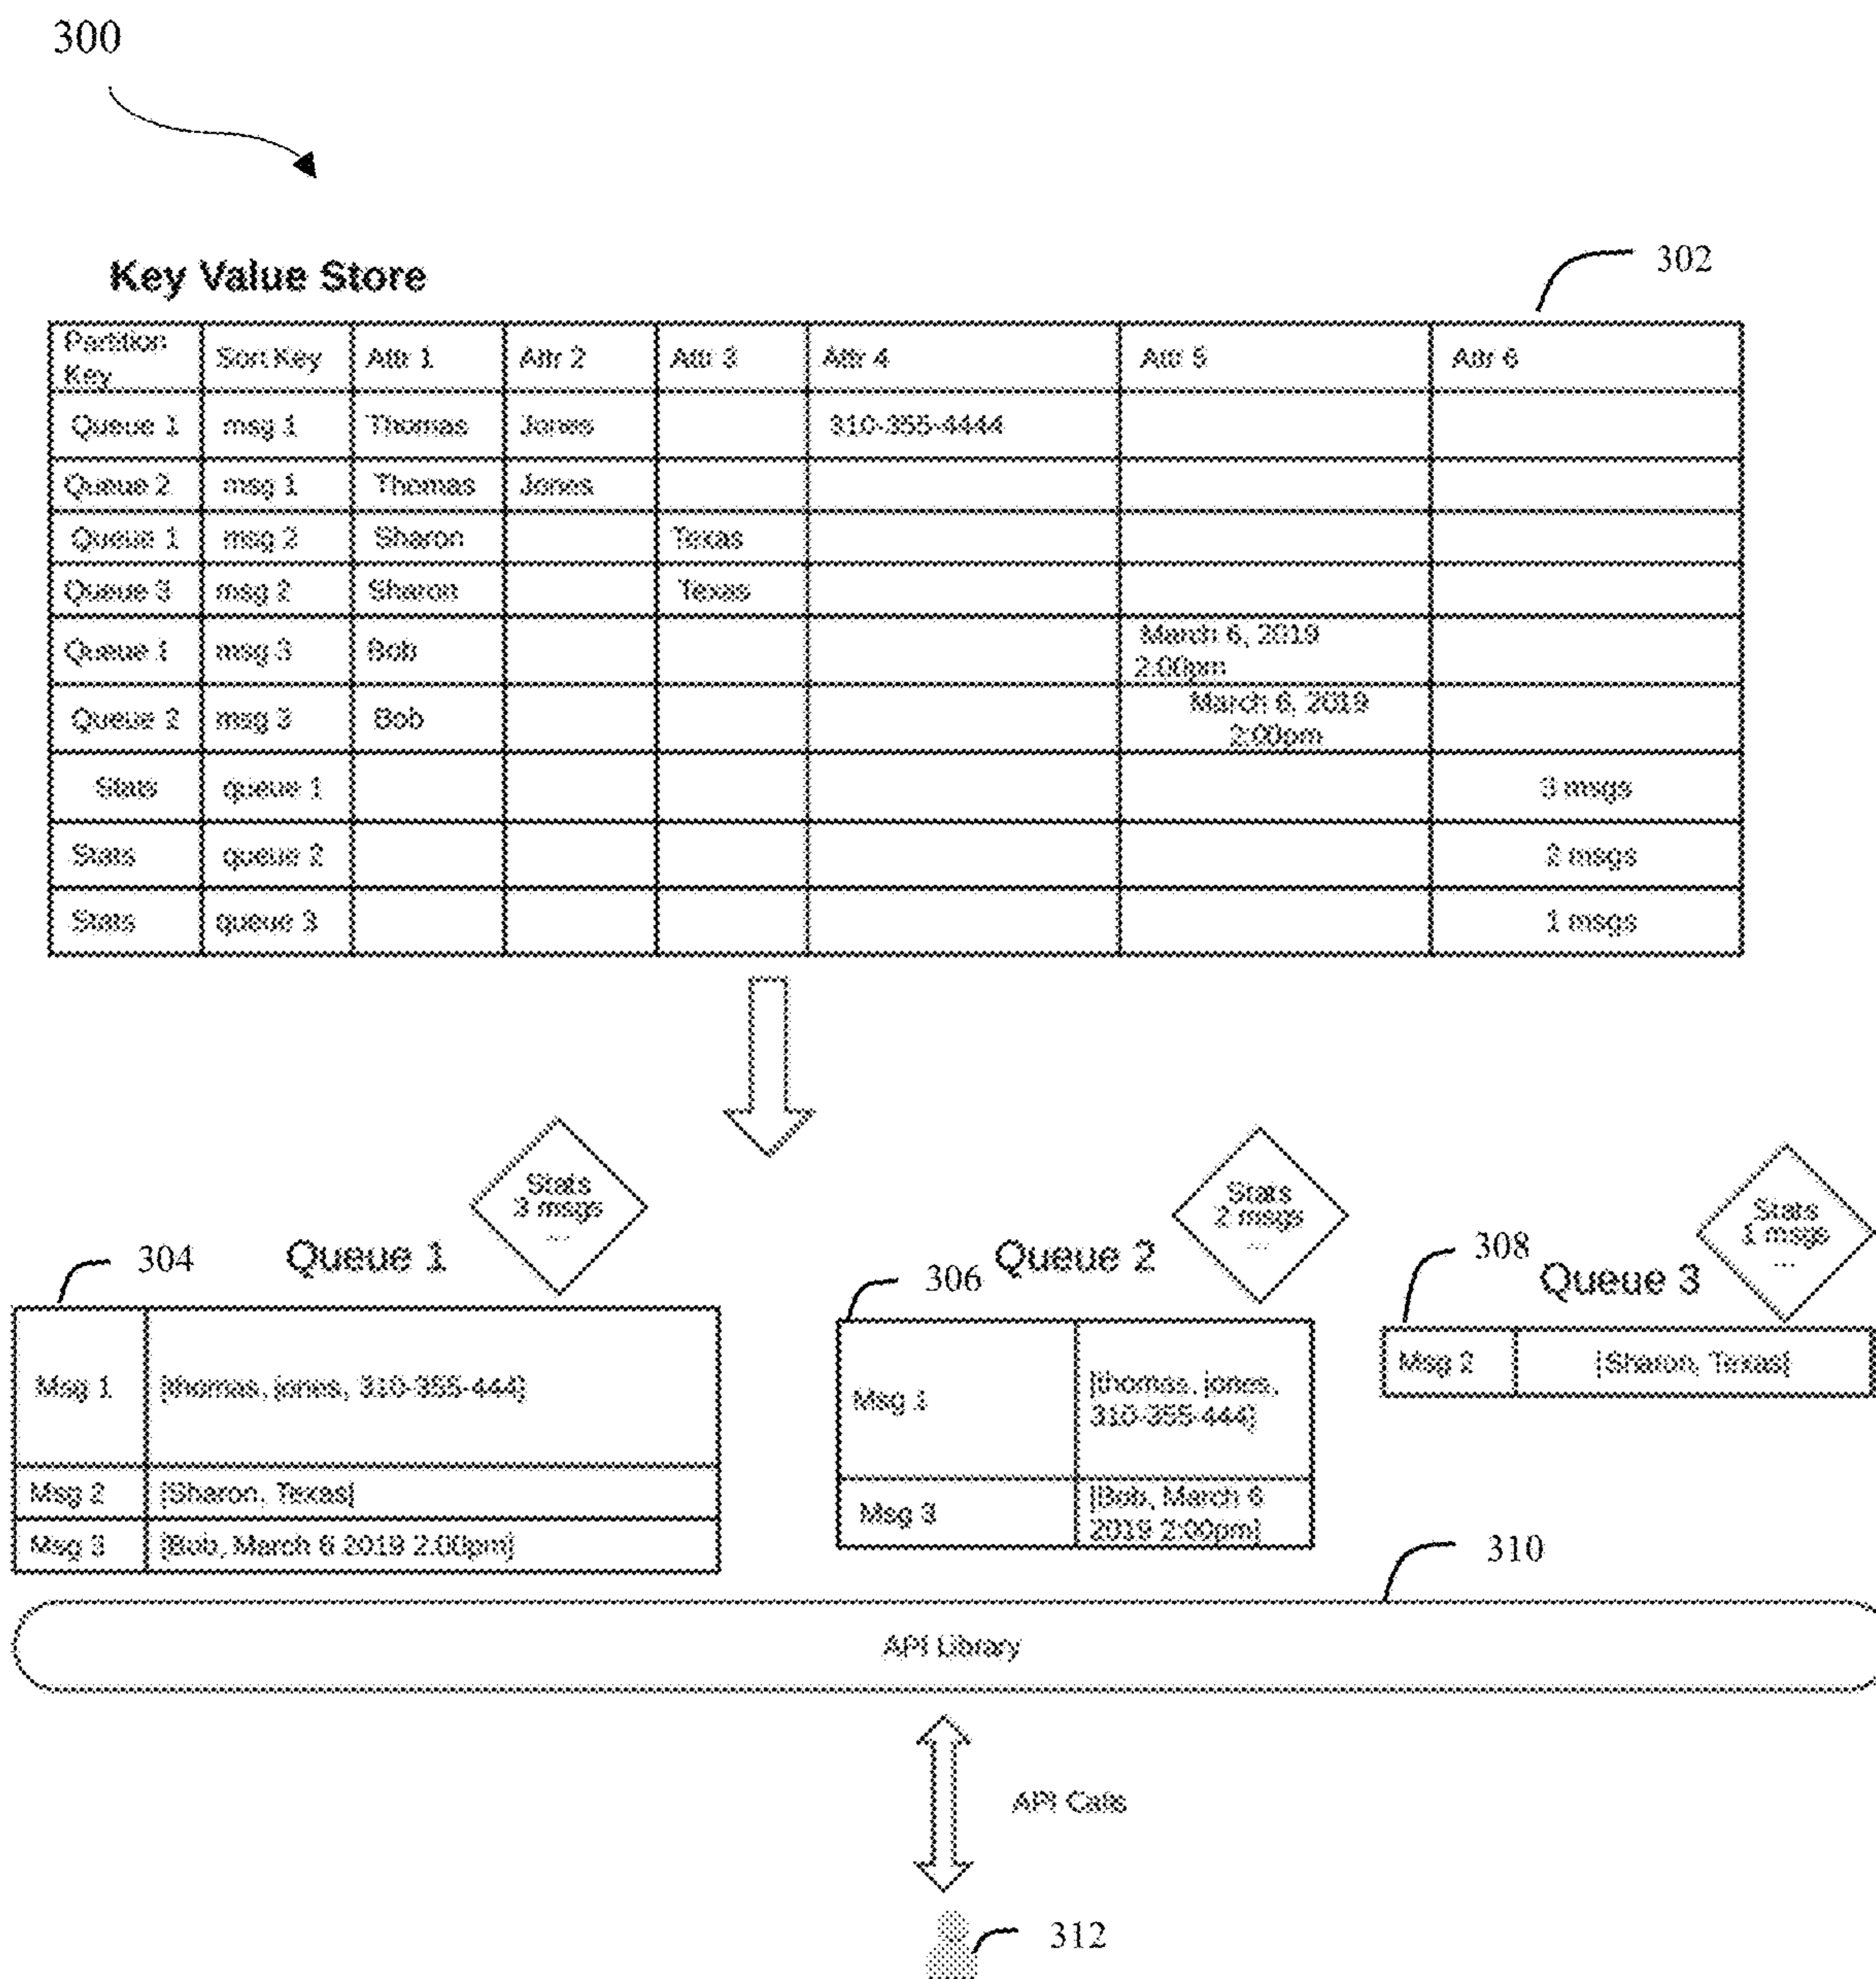 300
Key Value Store
302
Partition Key Sort Key Attr 1 Attr 2 Attr 3 Attr 4 Attr 5 Attr 6
Queue 1 msg 1 Thomas Jones 310-355-4444
Queue 2 msg 1 Thomas Jones
Queue 1 msg 2 Sharon Texas
Queue 3 msg 2 Sharon Texas
Queue 1 msg 3 Bob March 6, 2019 2:00pm
Queue 2 msg 3 Bob March 6, 2019 2:00pm
Stats queue 1 3 msgs
Stats queue 2 2 msgs
Stats queue 3 1 msgs
304
Queue 1
Stats
3 msgs
...
Msg 1 [thomas, jones, 310-355-444]
Msg 2 [Sharon, Texas]
Msg 3 [Bob, March 6 2019 2:00pm]
306
Queue 2
Stats
2 msgs
...
Msg 1 [thomas, jones,
310-355-444]
Msg 3 [Bob, March 6
2019 2:00pm]
308
Queue 3
Stats
1 msgs
...
Msg 2 [Sharon, Texas]
310
API Library
API Calls
312